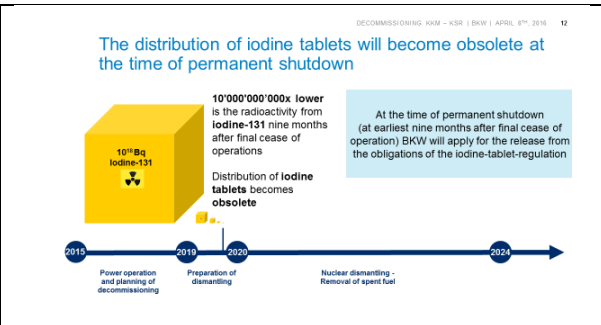 DECOMMISSIONING KKM – KSR | BKW | APRIL 8TH, 2016 12
The distribution of iodine tablets will become obsolete at
the time of permanent shutdown
10'000'000'000x lower
is the radioactivity from
iodine-131 nine months
after final cease of
operations
Distribution of iodine
tablets becomes
obsolete
At the time of permanent shutdown
(at earliest nine months after final cease of
operation) BKW will apply for the release from
the obligations of the iodine-tablet-regulation
Iodine-131
2015
2019
2020
2024
Power operation
and planning of
decommissioning
Preparation of
dismantling
Nuclear dismantling -
Removal of spent fuel